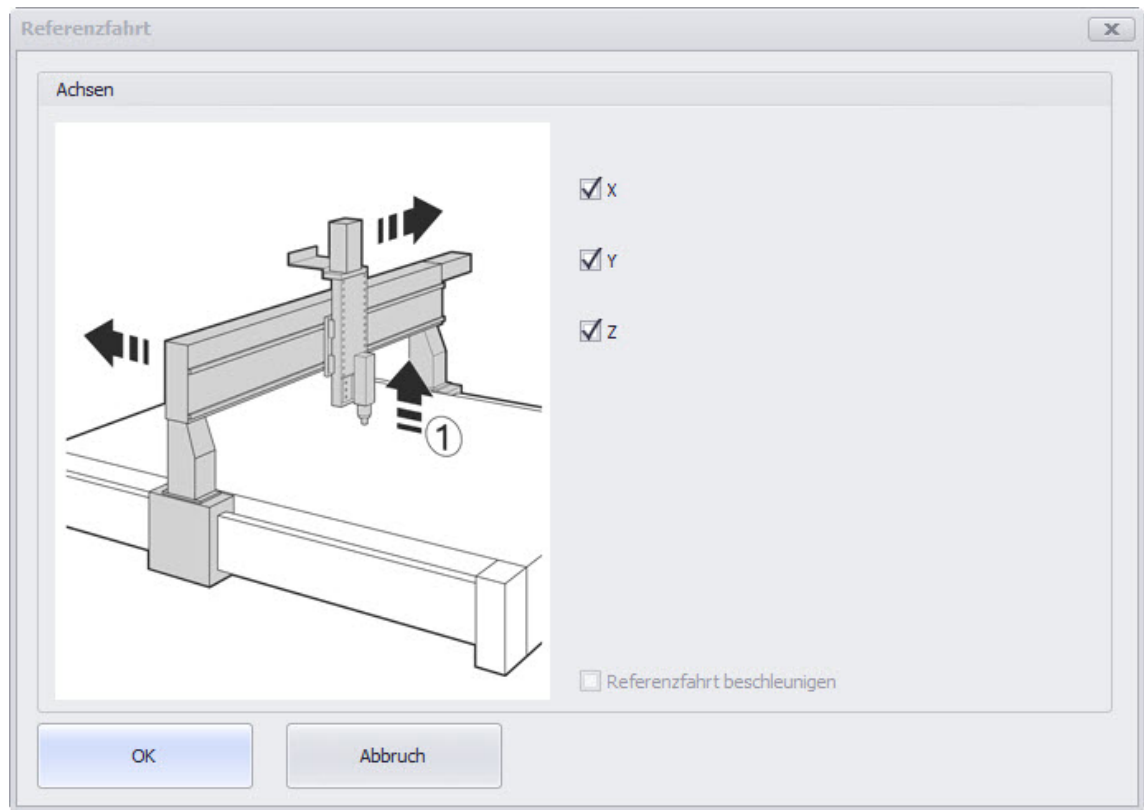 Referenzfahrt
Achsen
X
Y
Z
1
Referenzfahrt beschleunigen
OK
Abbruch